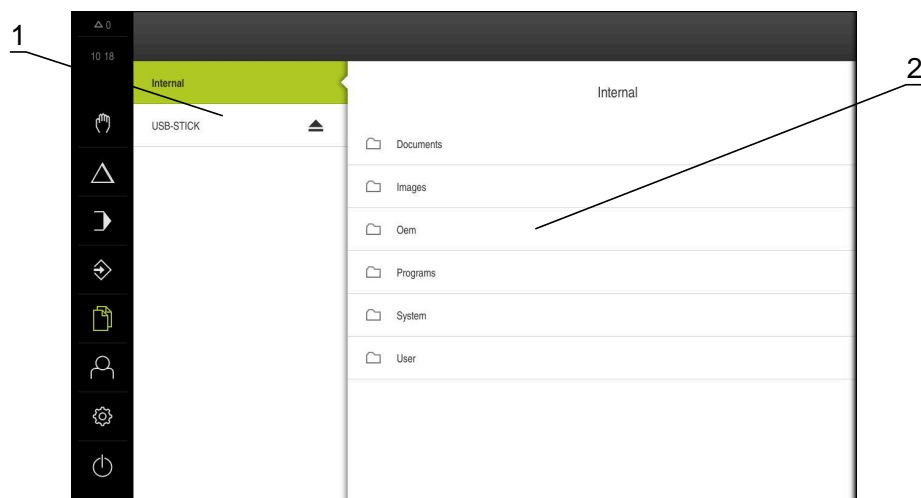 1
△ 0
10 18
2
Internal
USB-STICK
Internal
Documents
Images
Oem
Programs
System
User